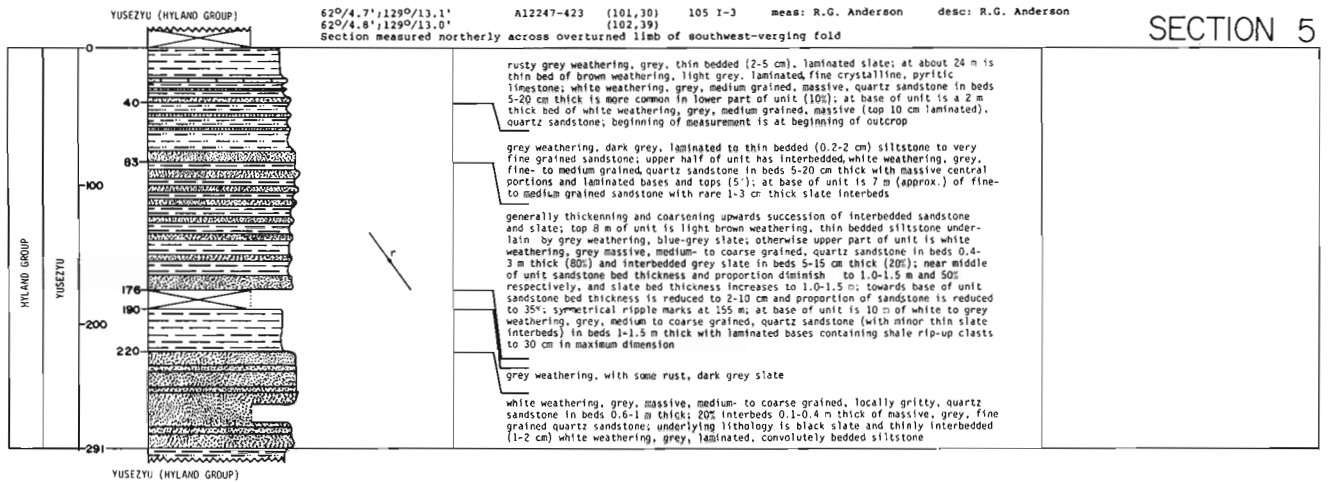 YUSEZYU (HYLAND GROUP)
62°/4.7';129°/13.1' A12247-423 (101,30) 105 I-3 meas: R.G. Anderson desc: R.G. Anderson
62°/4.8';129°/13.0' (102,39)
Section measured northerly across overturned limb of southwest-verging fold
SECTION 5
0
40
83
100
176
190
200
220
291
HYLAND GROUP
YUSEZYU
r
rusty grey weathering, grey, thin bedded (2-5 cm), laminated slate; at about 24 m is
thin bed of brown weathering, light grey, laminated, fine crystalline, pyritic
limestone; white weathering, grey, medium grained, massive, quartz sandstone in beds
5-20 cm thick is more common in lower part of unit (10%); at base of unit is a 2 m
thick bed of white weathering, grey, medium grained, massive (top 10 cm laminated),
quartz sandstone; beginning of measurement is at beginning of outcrop
grey weathering, dark grey, laminated to thin bedded (0.2-2 cm) siltstone to very
fine grained sandstone; upper half of unit has interbedded, white weathering, grey,
fine- to medium grained, quartz sandstone in beds 5-20 cm thick with massive central
portions and laminated bases and tops (5'); at base of unit is 7 m (approx.) of fine-
to medium grained sandstone with rare 1-3 cm thick slate interbeds
generally thickenning and coarsening upwards succession of interbedded sandstone
and slate; top 8 m of unit is light brown weathering, thin bedded siltstone under-
lain by grey weathering, blue-grey slate; otherwise upper part of unit is white
weathering, grey massive, medium- to coarse grained, quartz sandstone in beds 0.4-
3 m thick (80%) and interbedded grey slate in beds 5-15 cm thick (20%); near middle
of unit sandstone bed thickness and proportion diminish to 1.0-1.5 m and 50%
respectively, and slate bed thickness increases to 1.0-1.5 m; towards base of unit
sandstone bed thickness is reduced to 2-10 cm and proportion of sandstone is reduced
to 35%; symmetrical ripple marks at 155 m; at base of unit is 10 m of white to grey
weathering, grey, medium to coarse grained, quartz sandstone (with minor thin slate
interbeds) in beds 1-1.5 m thick with laminated bases containing shale rip-up clasts
to 30 cm in maximum dimension
grey weathering, with some rust, dark grey slate
white weathering, grey, massive, medium- to coarse grained, locally gritty, quartz
sandstone in beds 0.6-1 m thick; 20% interbeds 0.1-0.4 m thick of massive, grey, fine
grained quartz sandstone; underlying lithology is black slate and thinly interbedded
(1-2 cm) white weathering, grey, laminated, convolutely bedded siltstone
YUSEZYU (HYLAND GROUP)